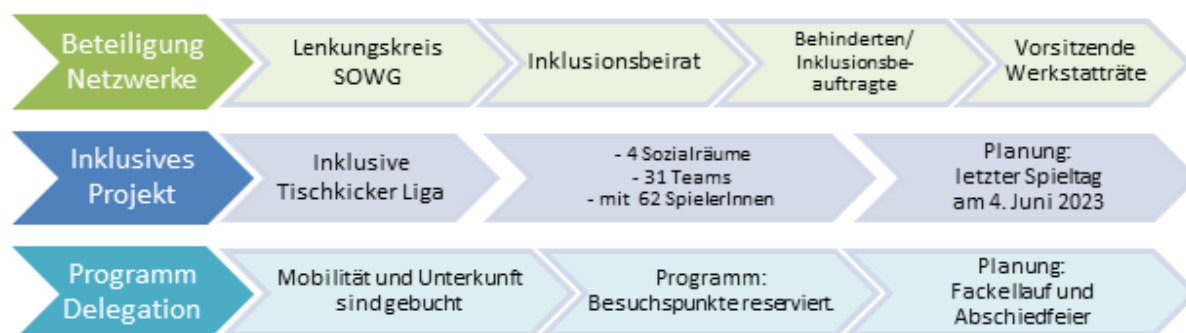 Beteiligung
Netzwerke
Lenkungskreis
SOWG
Inklusionsbeirat
Behinderten/
Inklusionsbe-
auftragte
Vorsitzende
Werkstatträte
Inklusives
Projekt
Inklusive
Tischkicker Liga
- 4 Sozialräume
- 31 Teams
- mit 62 SpielerInnen
Planung:
letzter Spieltag
am 4. Juni 2023
Programm
Delegation
Mobilität und Unterkunft
sind gebucht
Programm:
Besuchspunkte reserviert.
Planung:
Fackellauf und
Abschiedfeier